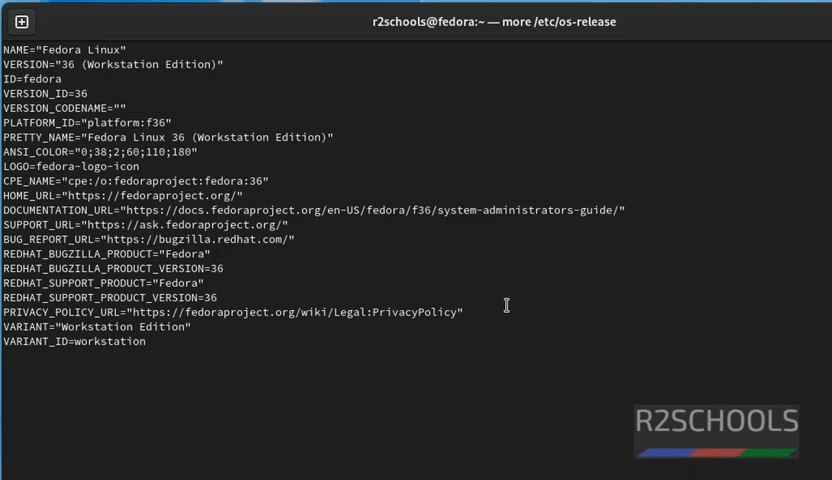 r2schools@fedora:~ — more /etc/os-release
NAME="Fedora Linux"
VERSION="36 (Workstation Edition)"
ID=fedora
VERSION_ID=36
VERSION_CODENAME=""
PLATFORM_ID="platform:f36"
PRETTY_NAME="Fedora Linux 36 (Workstation Edition)"
ANSI_COLOR="0;38;2;60;110;180"
LOGO=fedora-logo-icon
CPE_NAME="cpe:/o:fedoraproject:fedora:36"
HOME_URL="https://fedoraproject.org/"
DOCUMENTATION_URL="https://docs.fedoraproject.org/en-US/fedora/f36/system-administrators-guide/"
SUPPORT_URL="https://ask.fedoraproject.org/"
BUG_REPORT_URL="https://bugzilla.redhat.com/"
REDHAT_BUGZILLA_PRODUCT="Fedora"
REDHAT_BUGZILLA_PRODUCT_VERSION=36
REDHAT_SUPPORT_PRODUCT="Fedora"
REDHAT_SUPPORT_PRODUCT_VERSION=36
PRIVACY_POLICY_URL="https://fedoraproject.org/wiki/Legal:PrivacyPolicy"
VARIANT="Workstation Edition"
VARIANT_ID=workstation
R2SCHOOLS